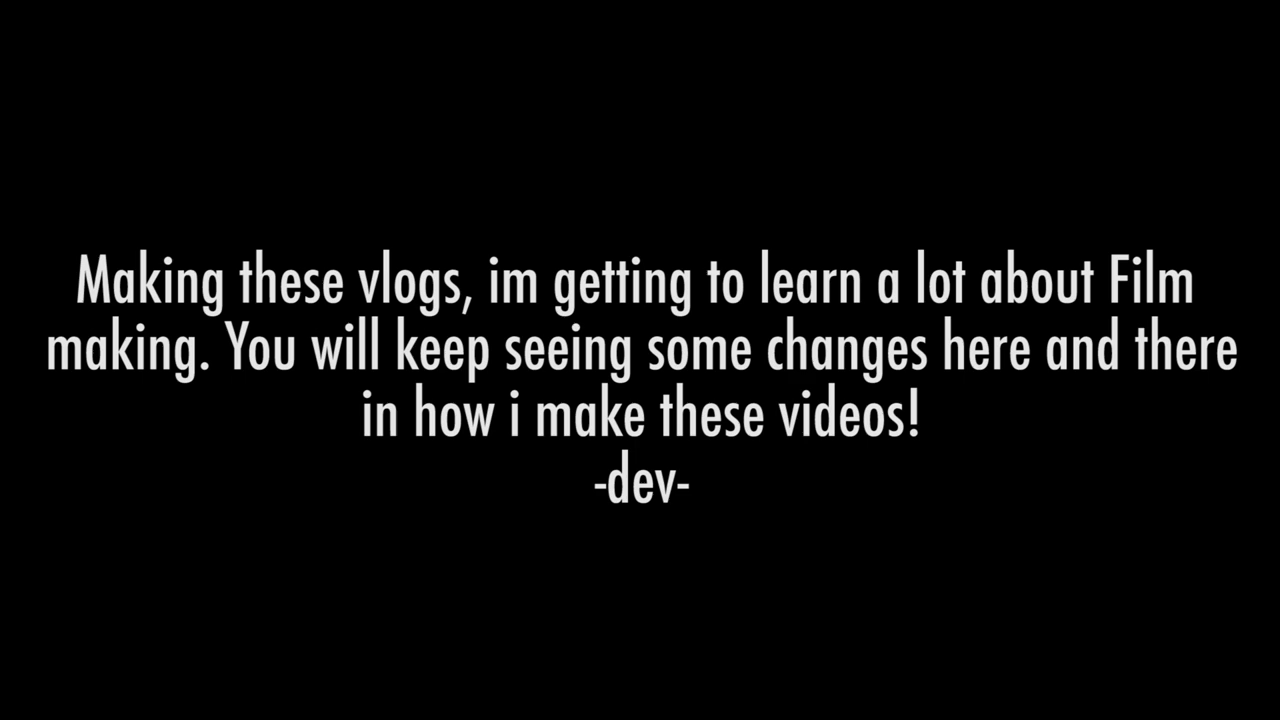 Making these vlogs, im getting to learn a lot about Film
making. You will keep seeing some changes here and there
in how i make these videos!
-dev-